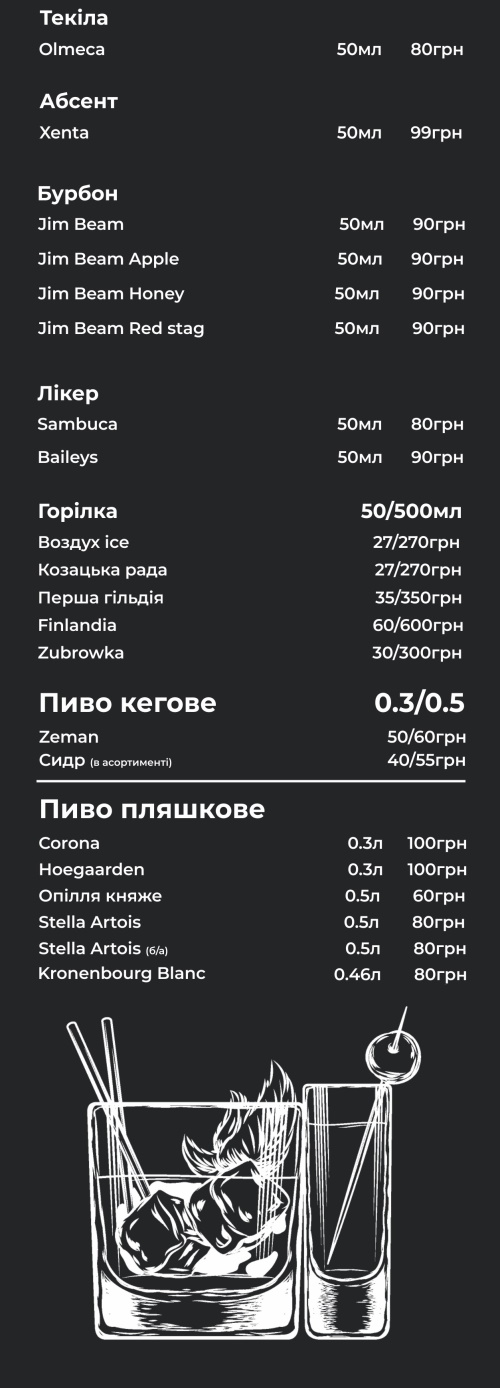 Текіла
Olmeca 50мл 80грн
Абсент
Xenta 50мл 99грн
Бурбон
Jim Beam 50мл 90грн
Jim Beam Apple 50мл 90грн
Jim Beam Honey 50мл 90грн
Jim Beam Red stag 50мл 90грн
Лікер
Sambuca 50мл 80грн
Baileys 50мл 90грн
Горілка 50/500мл
Воздух ice 27/270грн
Козацька рада 27/270грн
Перша гільдія 35/350грн
Finlandia 60/600грн
Zubrowka 30/300грн
Пиво кегове 0.3/0.5
Zeman 50/60грн
Сидр (в асортименті) 40/55грн
Пиво пляшкове
Corona 0.3л 100грн
Hoegaarden 0.3л 100грн
Опілля княже 0.5л 60грн
Stella Artois 0.5л 80грн
Stella Artois (б/а) 0.5л 80грн
Kronenbourg Blanc 0.46л 80грн